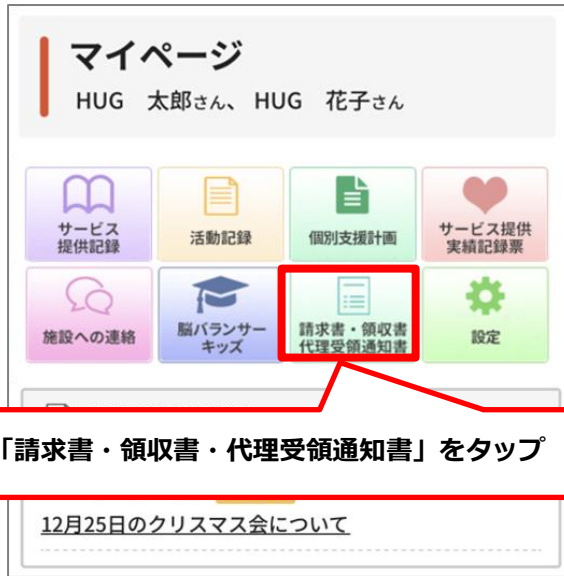 マイページ
HUG 太郎さん、HUG 花子さん
サービス
提供記録
活動記録
個別支援計画
サービス提供
実績記録票
施設への連絡
脳バランサー
キッズ
請求書・領収書
代理受領通知書
設定
「請求書・領収書・代理受領通知書」をタップ
12月25日のクリスマス会について